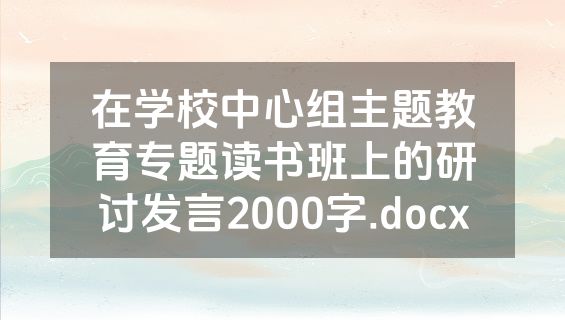 在学校中心组主题教
育专题读书班上的研
讨发言2000字.docx